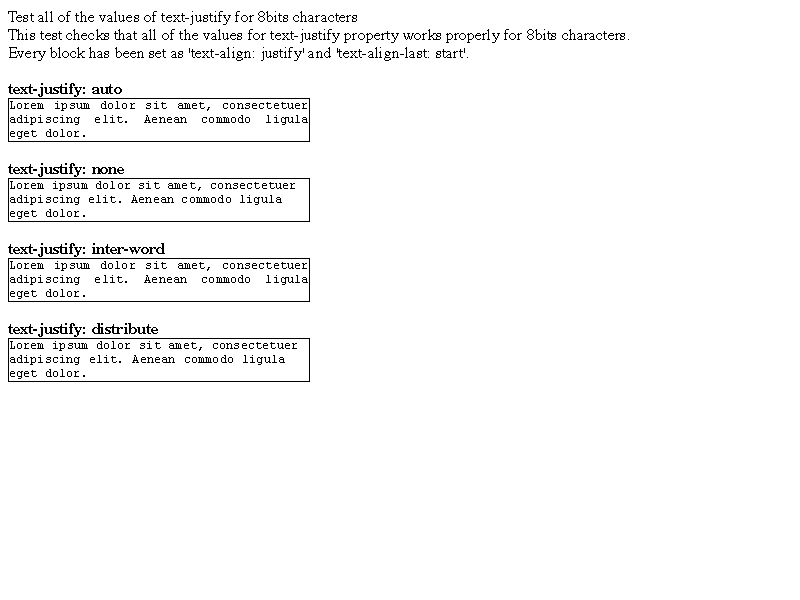 Test all of the values of text-justify for 8bits characters
This test checks that all of the values for text-justify property works properly for 8bits characters.
Every block has been set as 'text-align: justify' and 'text-align-last: start'.
text-justify: auto
Lorem ipsum dolor sit amet, consectetuer
adipiscing elit. Aenean commodo ligula
eget dolor.
text-justify: none
Lorem ipsum dolor sit amet, consectetuer
adipiscing elit. Aenean commodo ligula
eget dolor.
text-justify: inter-word
Lorem ipsum dolor sit amet, consectetuer
adipiscing elit. Aenean commodo ligula
eget dolor.
text-justify: distribute
Lorem ipsum dolor sit amet, consectetuer
adipiscing elit. Aenean commodo ligula
eget dolor.